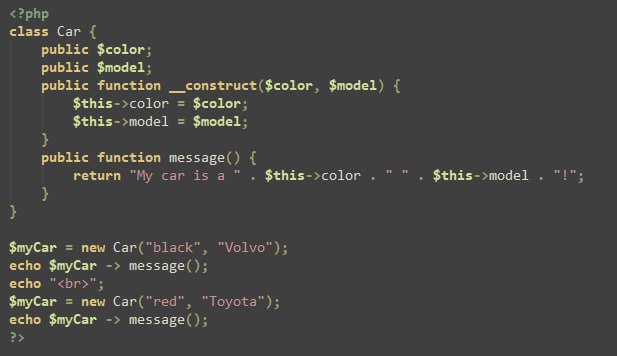 <?php
class Car {
    public $color;
    public $model;
    public function __construct($color, $model) {
        $this->color = $color;
        $this->model = $model;
    }
    public function message() {
        return "My car is a " . $this->color . " " . $this->model . "!";
    }
}

$myCar = new Car("black", "Volvo");
echo $myCar -> message();
echo "<br>";
$myCar = new Car("red", "Toyota");
echo $myCar -> message();
?>